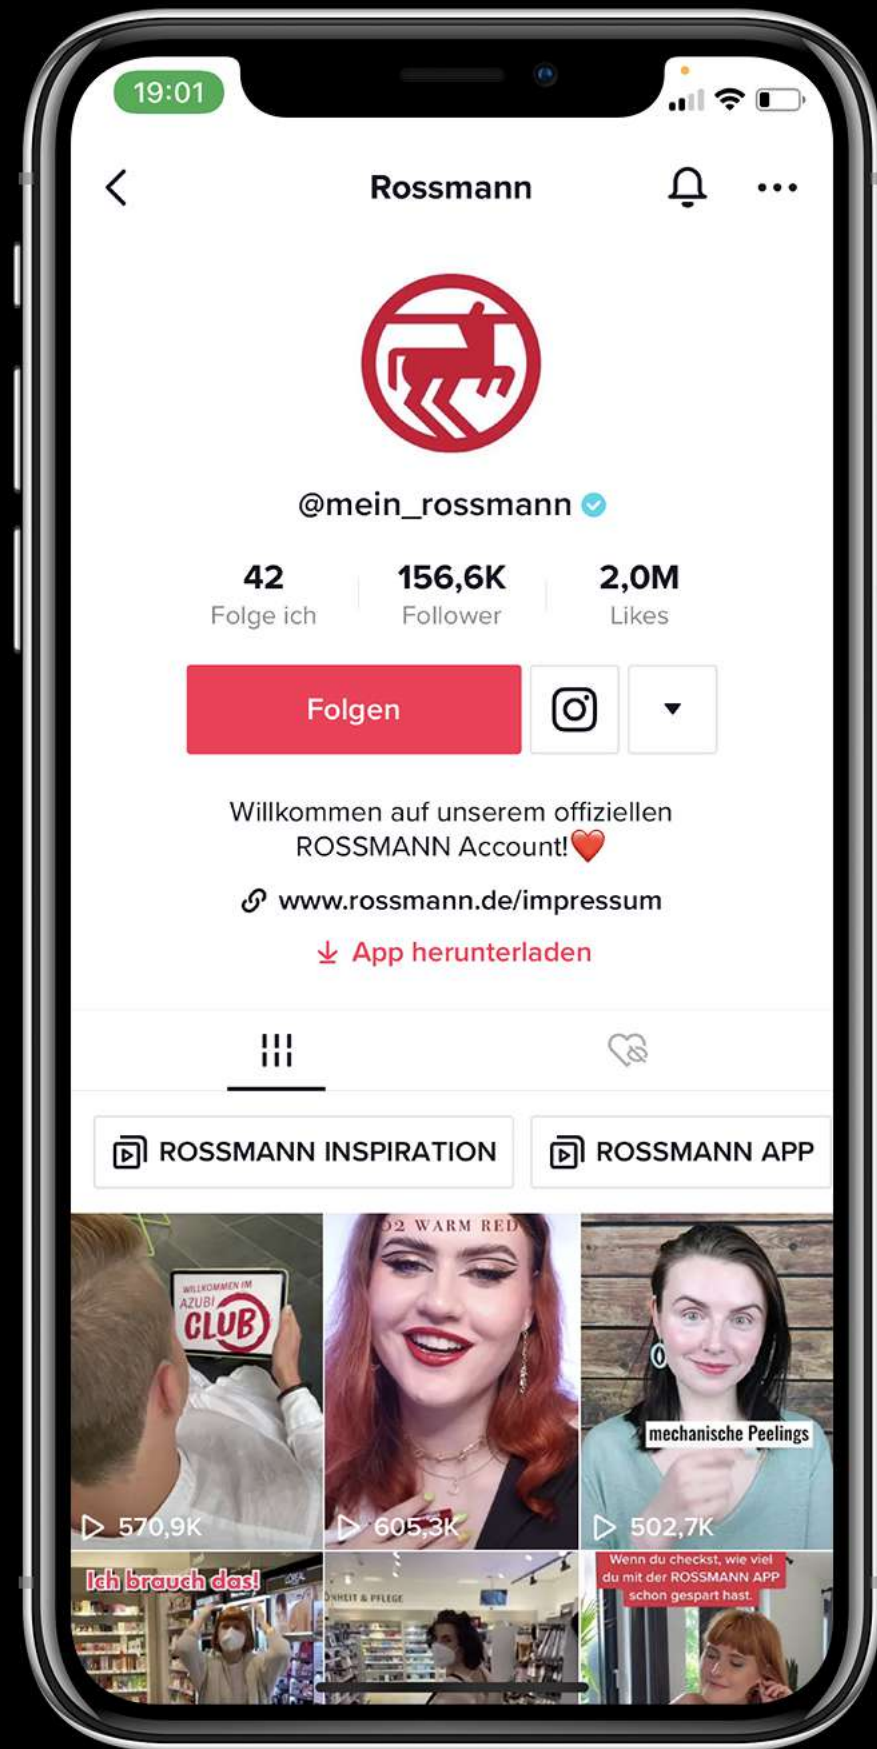 19:01
Rossmann
@mein_rossmann
42
156,6K
2,0M
Folge ich
Follower
Likes
Folgen
Willkommen auf unserem offiziellen
ROSSMANN Account!❤️
www.rossmann.de/impressum
App herunterladen
ROSSMANN INSPIRATION
ROSSMANN APP
WILLKOMMEN IM
AZUBI
CLUB
570,9K
02 WARM RED
605,3K
mechanische Peelings
502,7K
Ich brauch das!
& PFLEGE
Wenn du checkst, wie viel
du mit der ROSSMANN APP
schon gespart hast.